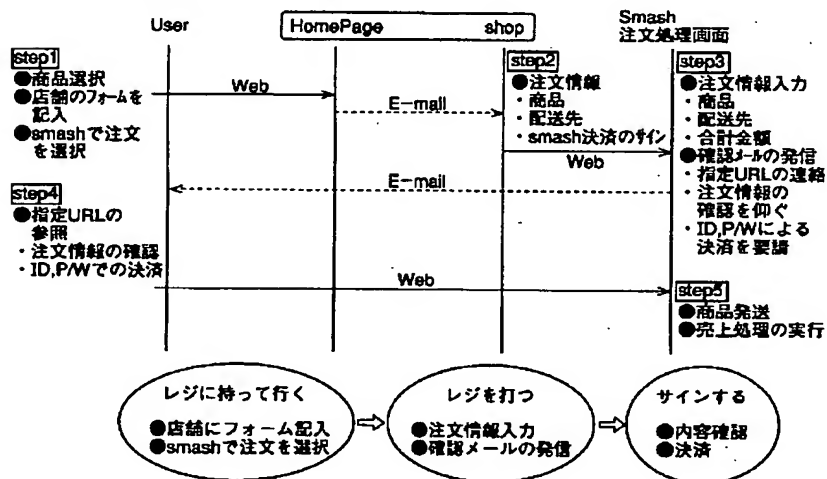 User
HomePage
shop
Smash
注文処理画面
step1
●商品選択
●店舗のフォームを
記入
●smashで注文
を選択
Web
E-mail
step2
●注文情報
・商品
・配送先
・smash決済のサイン
Web
step3
●注文情報入力
・商品
・配送先
・合計金額
●確認メールの発信
・指定URLの連絡
・注文情報の
確認を仰ぐ
・ID,P/Wによる
決済を要請
E-mail
step4
●指定URLの
参照
・注文情報の確認
・ID,P/Wでの決済
Web
step5
●商品発送
●売上処理の実行
レジに持って行く
●店舗にフォーム記入
●smashで注文を選択
レジを打つ
●注文情報入力
●確認メールの発信
サインする
●内容確認
●決済